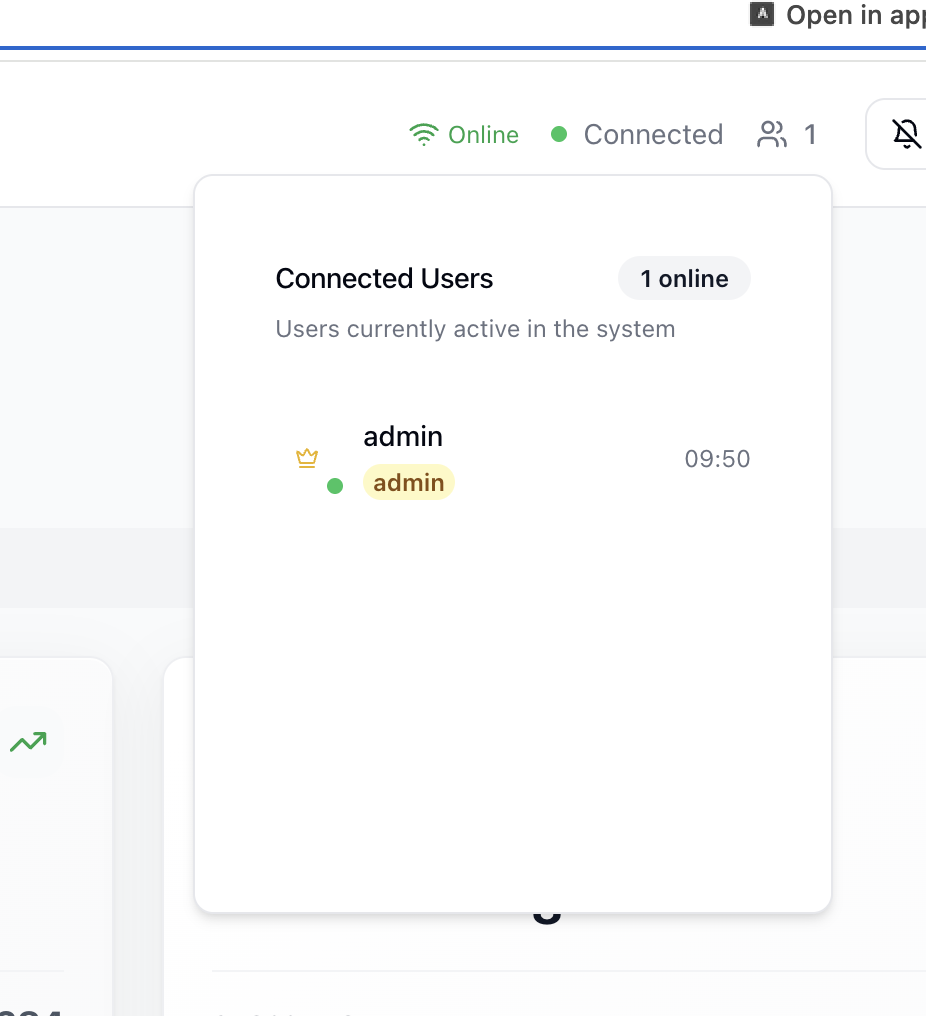 Open in app
Online
Connected
1
Connected Users
1 online
Users currently active in the system
admin
admin
09:50